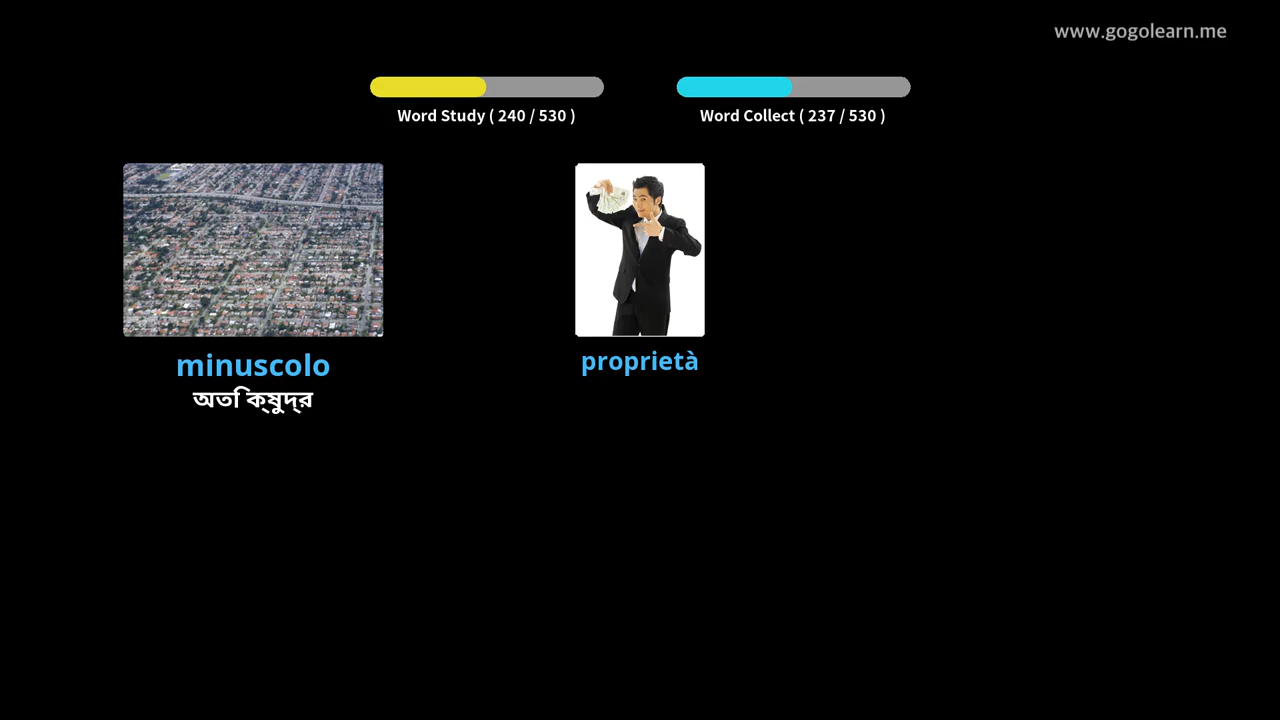 www.gogolearn.me
Word Study ( 240 / 530 )
Word Collect ( 237 / 530 )
minuscolo
অতি ক্ষুদ্র
proprietà